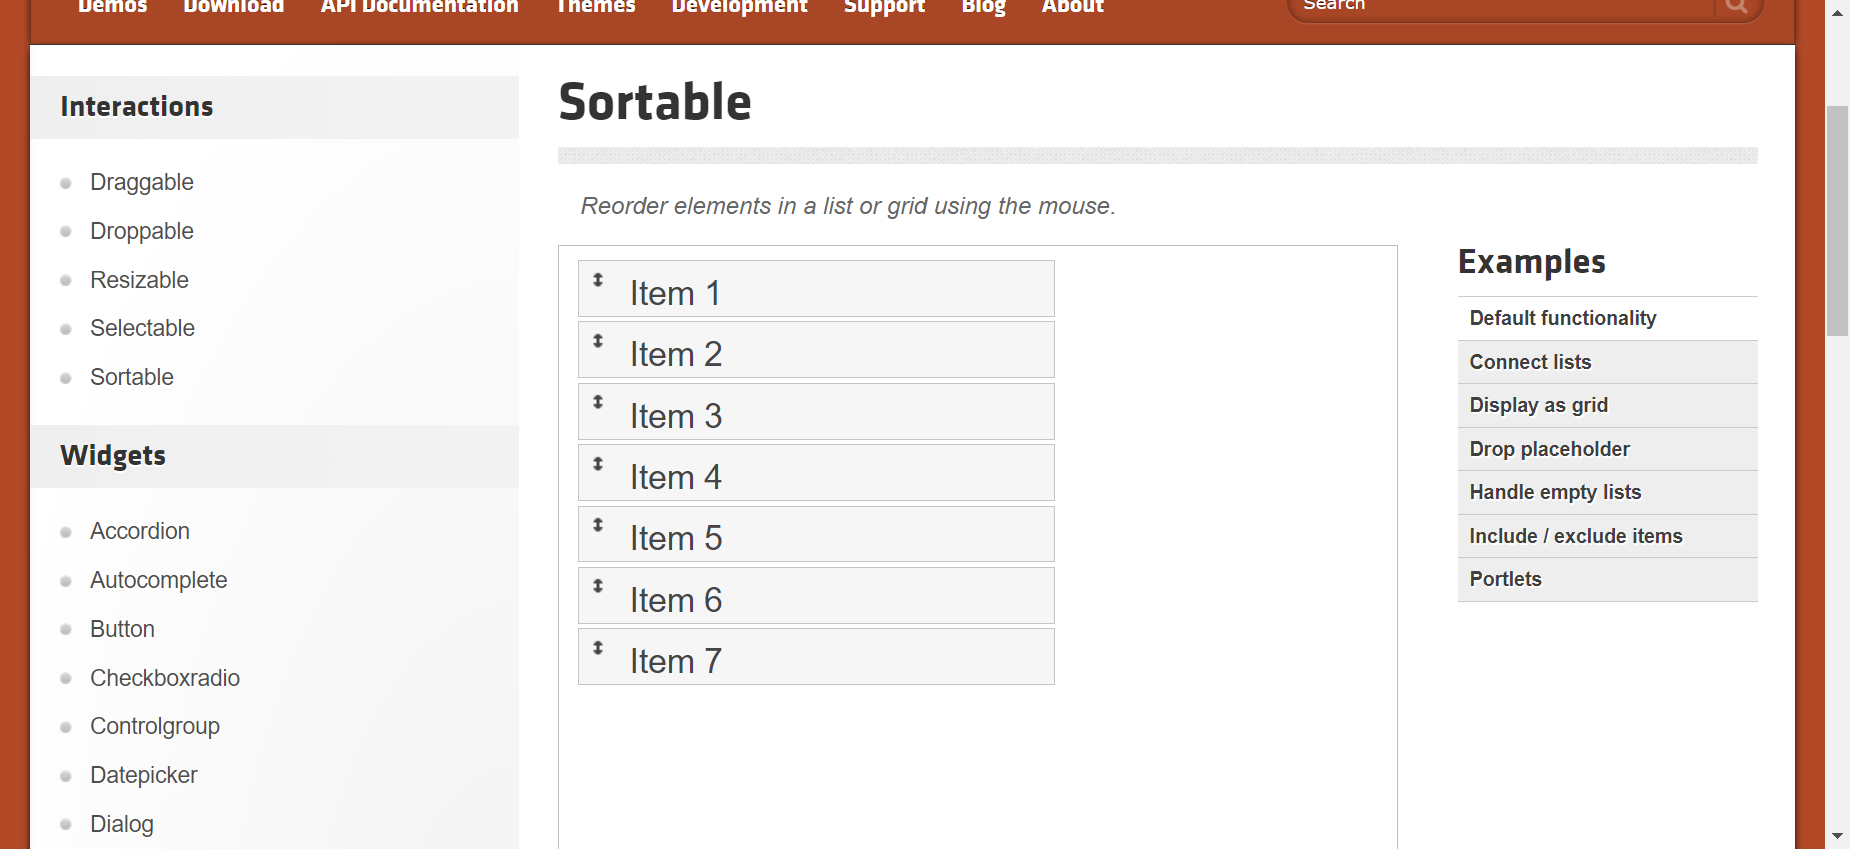 Demos Download API Documentation Themes Development Support Blog About Search
Interactions
Draggable
Droppable
Resizable
Selectable
Sortable
Widgets
Accordion
Autocomplete
Button
Checkboxradio
Controlgroup
Datepicker
Dialog
Sortable
Reorder elements in a list or grid using the mouse.
Item 1
Item 2
Item 3
Item 4
Item 5
Item 6
Item 7
Examples
Default functionality
Connect lists
Display as grid
Drop placeholder
Handle empty lists
Include / exclude items
Portlets